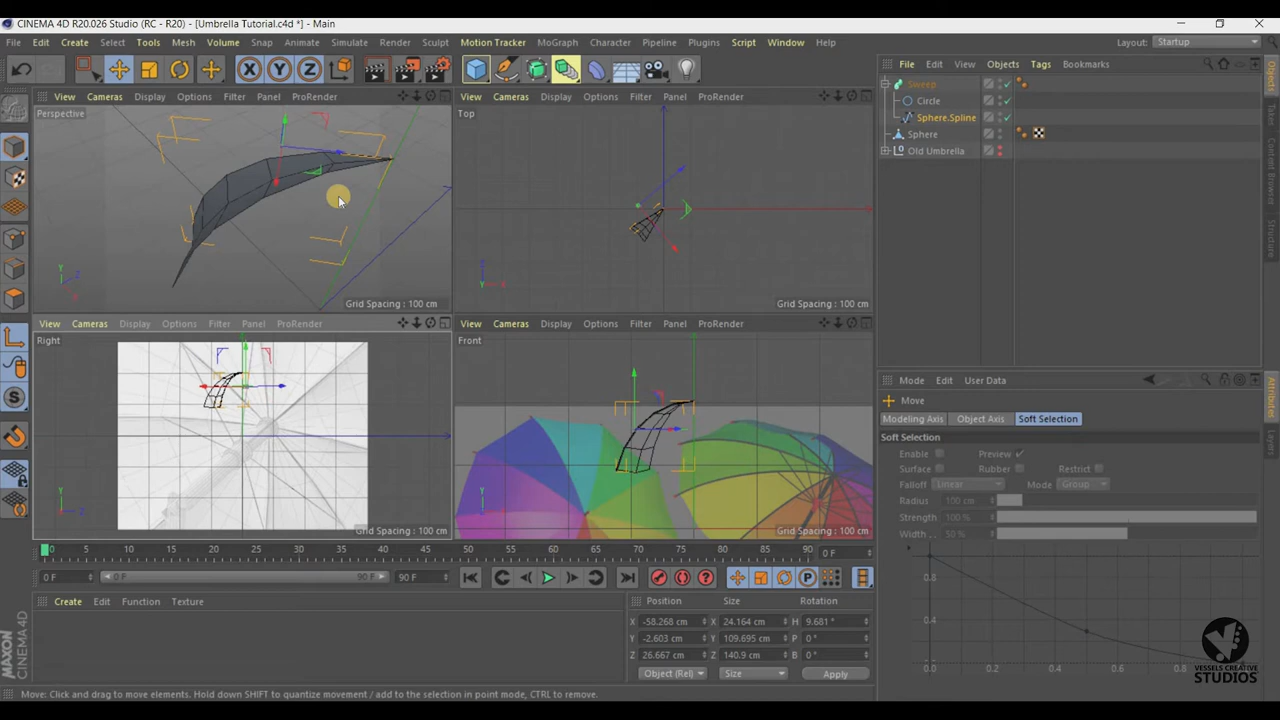 CINEMA 4D R20.026 Studio (RC - R20) - [Umbrella Tutorial.c4d *] - Main
File Edit Create Select Tools Mesh Volume Snap Animate Simulate Render Sculpt Motion Tracker MoGraph Character Pipeline Plugins Script Window Help Layout: Startup
View Cameras Display Options Filter Panel ProRender
Perspective
Grid Spacing : 100 cm
View Cameras Display Options Filter Panel ProRender
Top
Grid Spacing : 100 cm
View Cameras Display Options Filter Panel ProRender
Right
Grid Spacing : 100 cm
View Cameras Display Options Filter Panel ProRender
Front
Grid Spacing : 100 cm
File Edit View Objects Tags Bookmarks
Sweep
Circle
Sphere.Spline
Sphere
Old Umbrella
Objects
Takes
Content Browser
Structure
Attributes
Layers
Mode Edit User Data
Move
Modeling Axis Object Axis Soft Selection
Soft Selection
Enable Preview
Surface Rubber Restrict
Falloff Linear Mode Group
Radius 100 cm
Strength 100 %
Width . . 50 %
0.8
0.4
0.0 0.2 0.4 0.6 0.8
0 5 10 15 20 25 30 35 40 45 50 55 60 65 70 75 80 85 90 0 F
0 F 0 F 90 F 90 F
Create Edit Function Texture
Position Size Rotation
X -58.268 cm X 24.164 cm H 9.681 °
Y -2.603 cm Y 109.695 cm P 0 °
Z 26.667 cm Z 140.9 cm B 0 °
Object (Rel) Size Apply
MAXON CINEMA 4D
Move: Click and drag to move elements. Hold down SHIFT to quantize movement / add to the selection in point mode, CTRL to remove.
VESSELS CREATIVE
STUDIOS